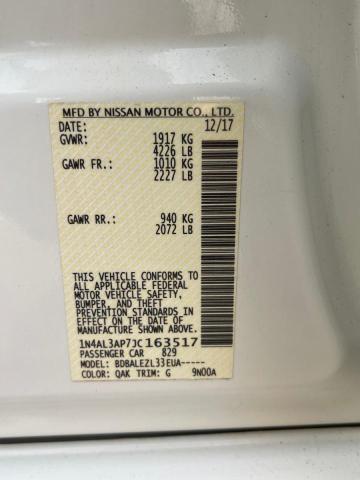 MFD BY NISSAN MOTOR CO., LTD.
DATE: 12/17
GVWR: 1917 KG
4226 LB
GAWR FR.: 1010 KG
2227 LB
GAWR RR.: 940 KG
2072 LB
THIS VEHICLE CONFORMS TO
ALL APPLICABLE FEDERAL
MOTOR VEHICLE SAFETY,
BUMPER, AND THEFT
PREVENTION STANDARDS IN
EFFECT ON THE DATE OF
MANUFACTURE SHOWN ABOVE.
1N4AL3AP7JC163517
PASSENGER CAR 829
MODEL: BDBALEZL33EUA-----
COLOR: QAK TRIM: G 9N00A